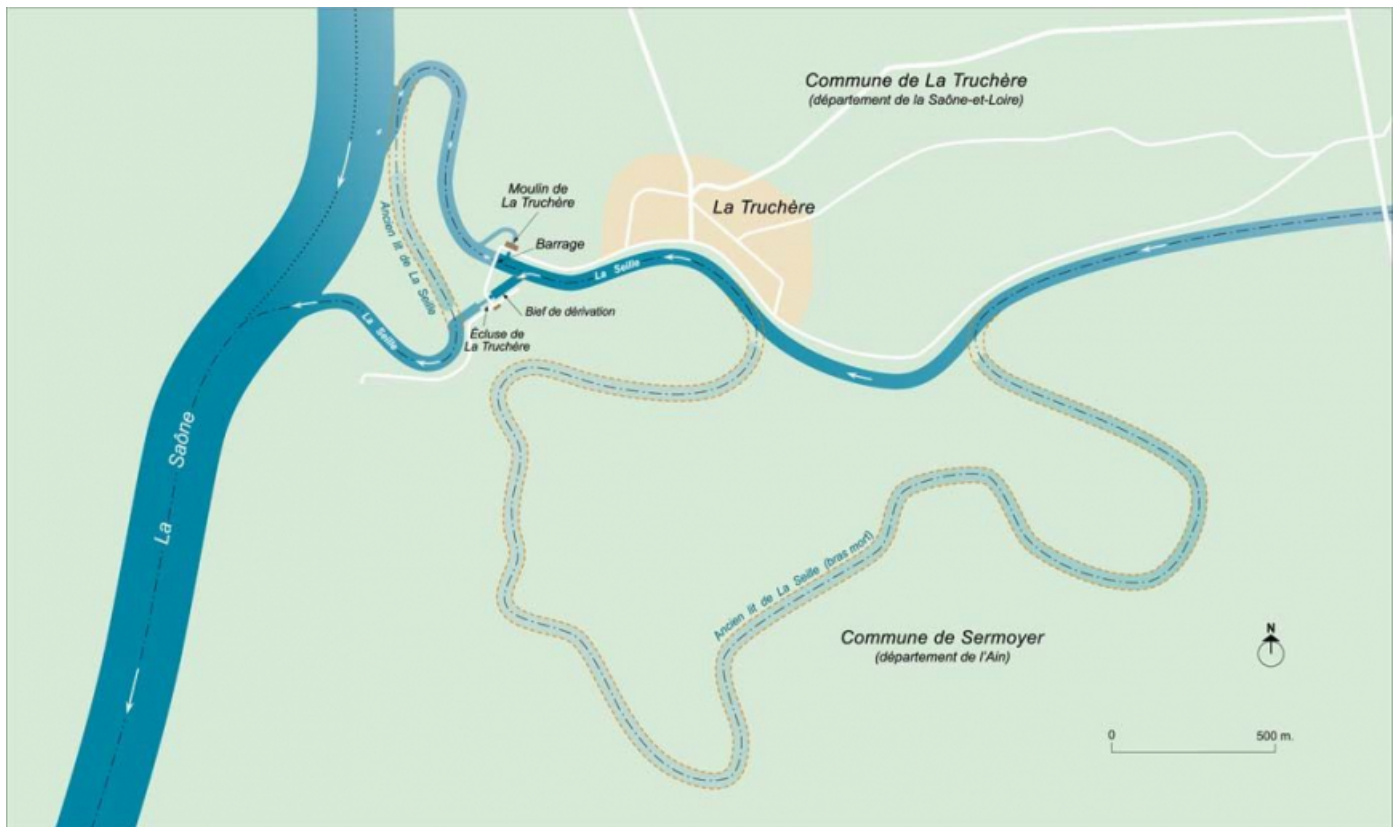 Commune de La Truchère
(département de la Saône-et-Loire)
Moulin de
La Truchère
La Truchère
Ancien lit de La Seille
Barrage
La Seille
Bief de dérivation
La Seille
Écluse de
La Truchère
La Saône
Ancien lit de La Seille (bras mort)
Commune de Sermoyer
(département de l'Ain)
N
0 500 m.